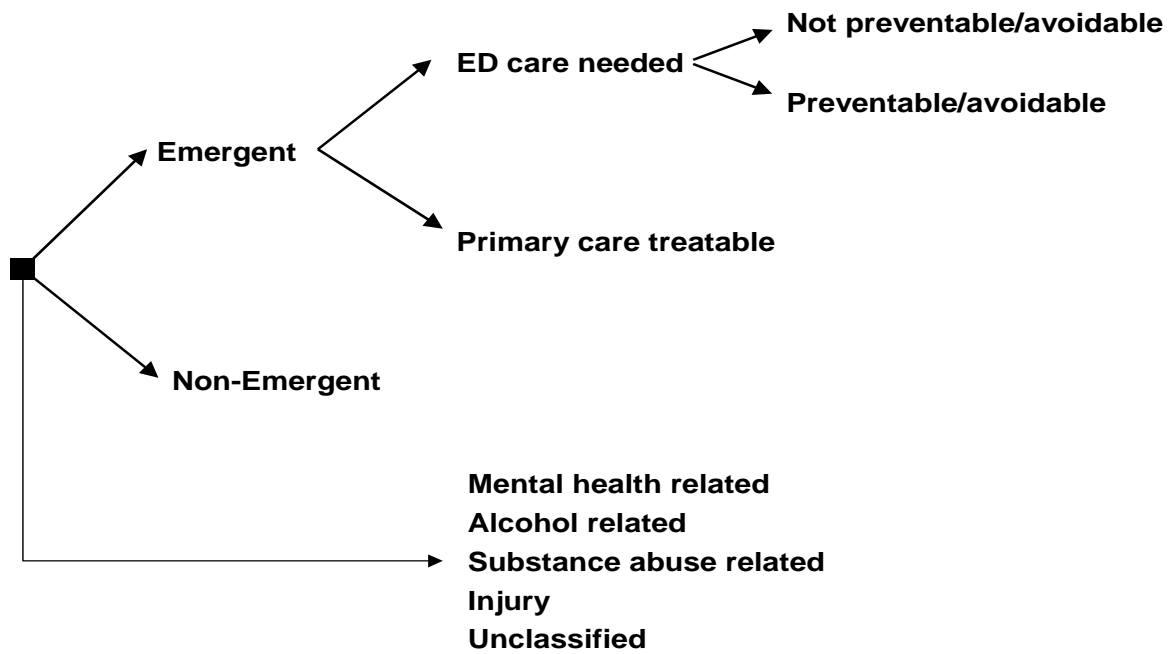 Not preventable/avoidable
ED care needed
Preventable/avoidable
Emergent
Primary care treatable
Non-Emergent
Mental health related
Alcohol related
Substance abuse related
Injury
Unclassified